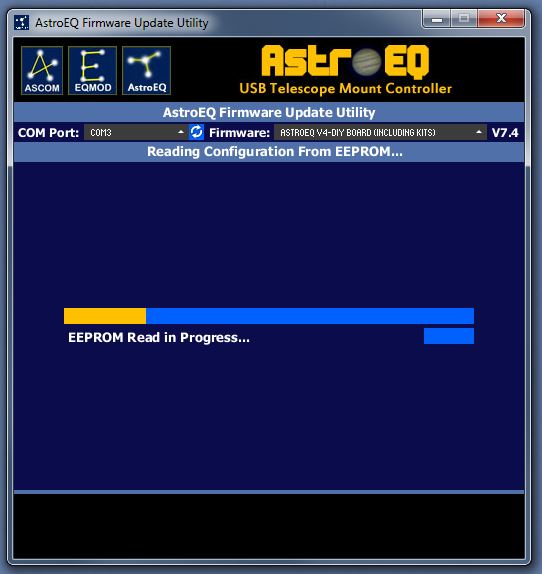 AstroEQ Firmware Update Utility
ASCOM EQMOD AstroEQ
AstrEQ
USB Telescope Mount Controller
AstroEQ Firmware Update Utility
COM Port: COM3 Firmware: ASTROEQ V4-DIY BOARD (INCLUDING KITS) V7.4
Reading Configuration From EEPROM...
EEPROM Read in Progress...